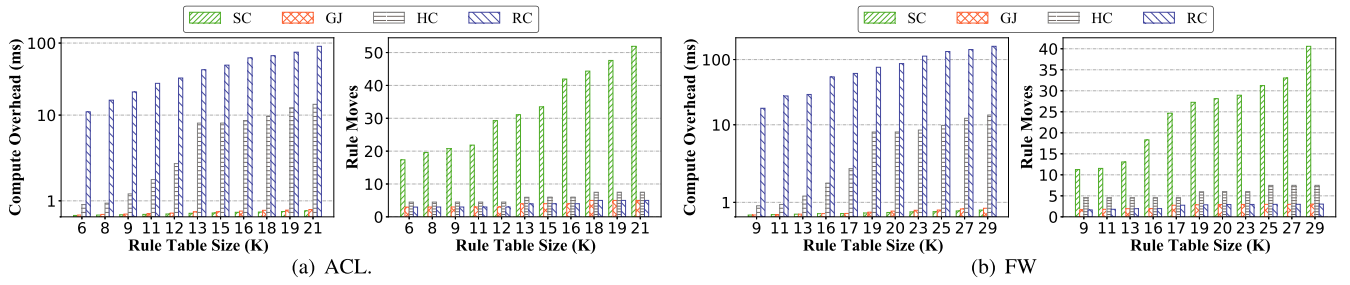 SC GJ HC RC
SC GJ HC RC
Compute Overhead (ms)
100
10
1
6 8 9 11 12 13 15 16 18 19 21
Rule Table Size (K)
Rule Moves
50
40
30
20
10
0
6 8 9 11 12 13 15 16 18 19 21
Rule Table Size (K)
(a) ACL.
Compute Overhead (ms)
100
10
1
9 11 13 16 17 19 20 23 25 27 29
Rule Table Size (K)
Rule Moves
40
35
30
25
20
15
10
5
0
9 11 13 16 17 19 20 23 25 27 29
Rule Table Size (K)
(b) FW